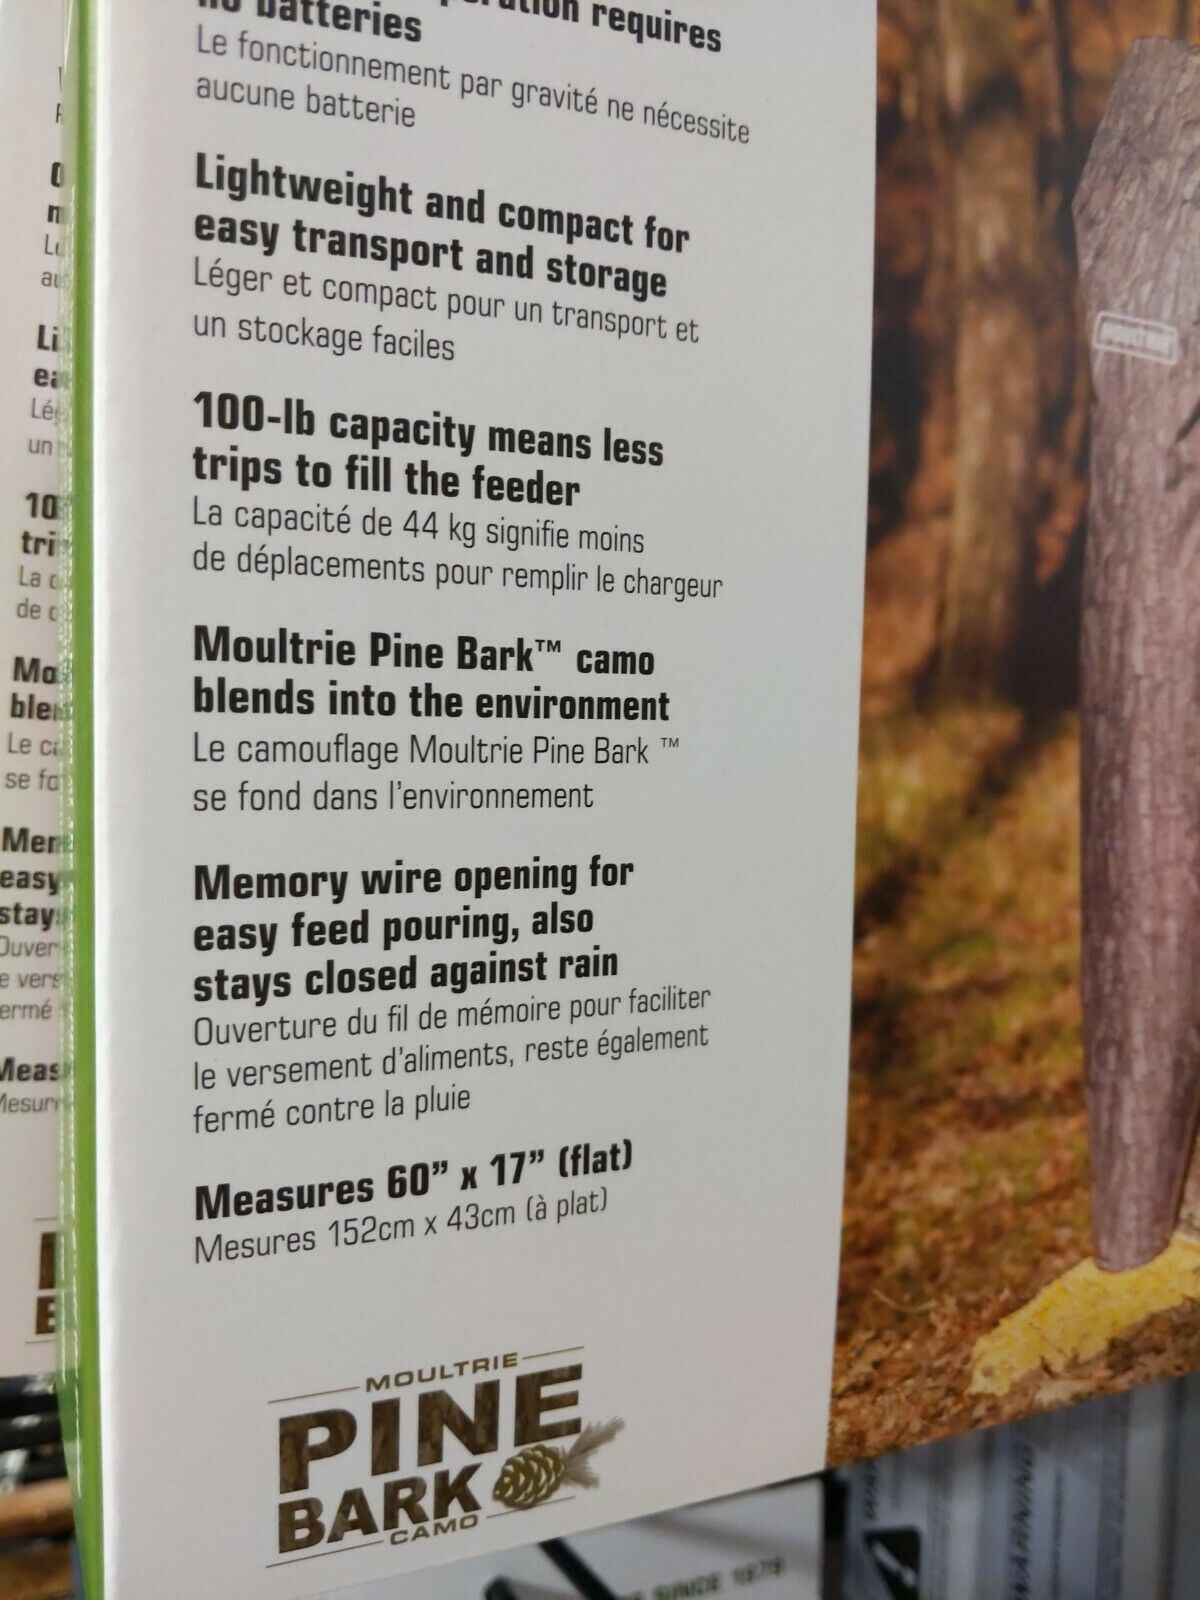 requires
batteries
Le fonctionnement par gravité ne nécessite
aucune batterie
Lightweight and compact for
easy transport and storage
Léger et compact pour un transport et
un stockage faciles
100-lb capacity means less
trips to fill the feeder
La capacité de 44 kg signifie moins
de déplacements pour remplir le chargeur
Moultrie Pine Bark™ camo
blends into the environment
Le camouflage Moultrie Pine Bark ™
se fond dans l'environnement
Memory wire opening for
easy feed pouring, also
stays closed against rain
Ouverture du fil de mémoire pour faciliter
le versement d'aliments, reste également
fermé contre la pluie
Measures 60” x 17” (flat)
Mesures 152cm x 43cm (à plat)
MOULTRIE
PINE
BARK
CAMO
SINCE 1979